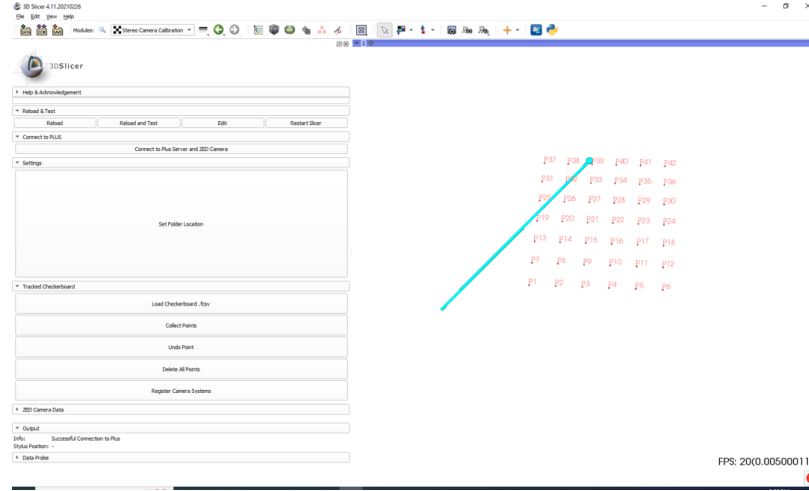 3D Slicer 4.11.20210226
File Edit View Help
Modules: Stereo Camera Calibration
1
3DSlicer
Help & Acknowledgement
Reload & Test
Reload Reload and Test Edit Restart Slicer
Connect to PLUS
Connect to Plus Server and ZED Camera
Settings
Set Folder Location
Tracked Checkerboard
Load Checkerboard .fcsv
Collect Points
Undo Point
Delete All Points
Register Camera Systems
ZED Camera Data
Output
Info: Successful Connection to Plus
Stylus Position: -
Data Probe
P37 P38 P39 P40 P41 P42
P31 P32 P33 P34 P35 P36
P25 P26 P27 P28 P29 P30
P19 P20 P21 P22 P23 P24
P13 P14 P15 P16 P17 P18
P7 P8 P9 P10 P11 P12
P1 P2 P3 P4 P5 P6
FPS: 20(0.00500011